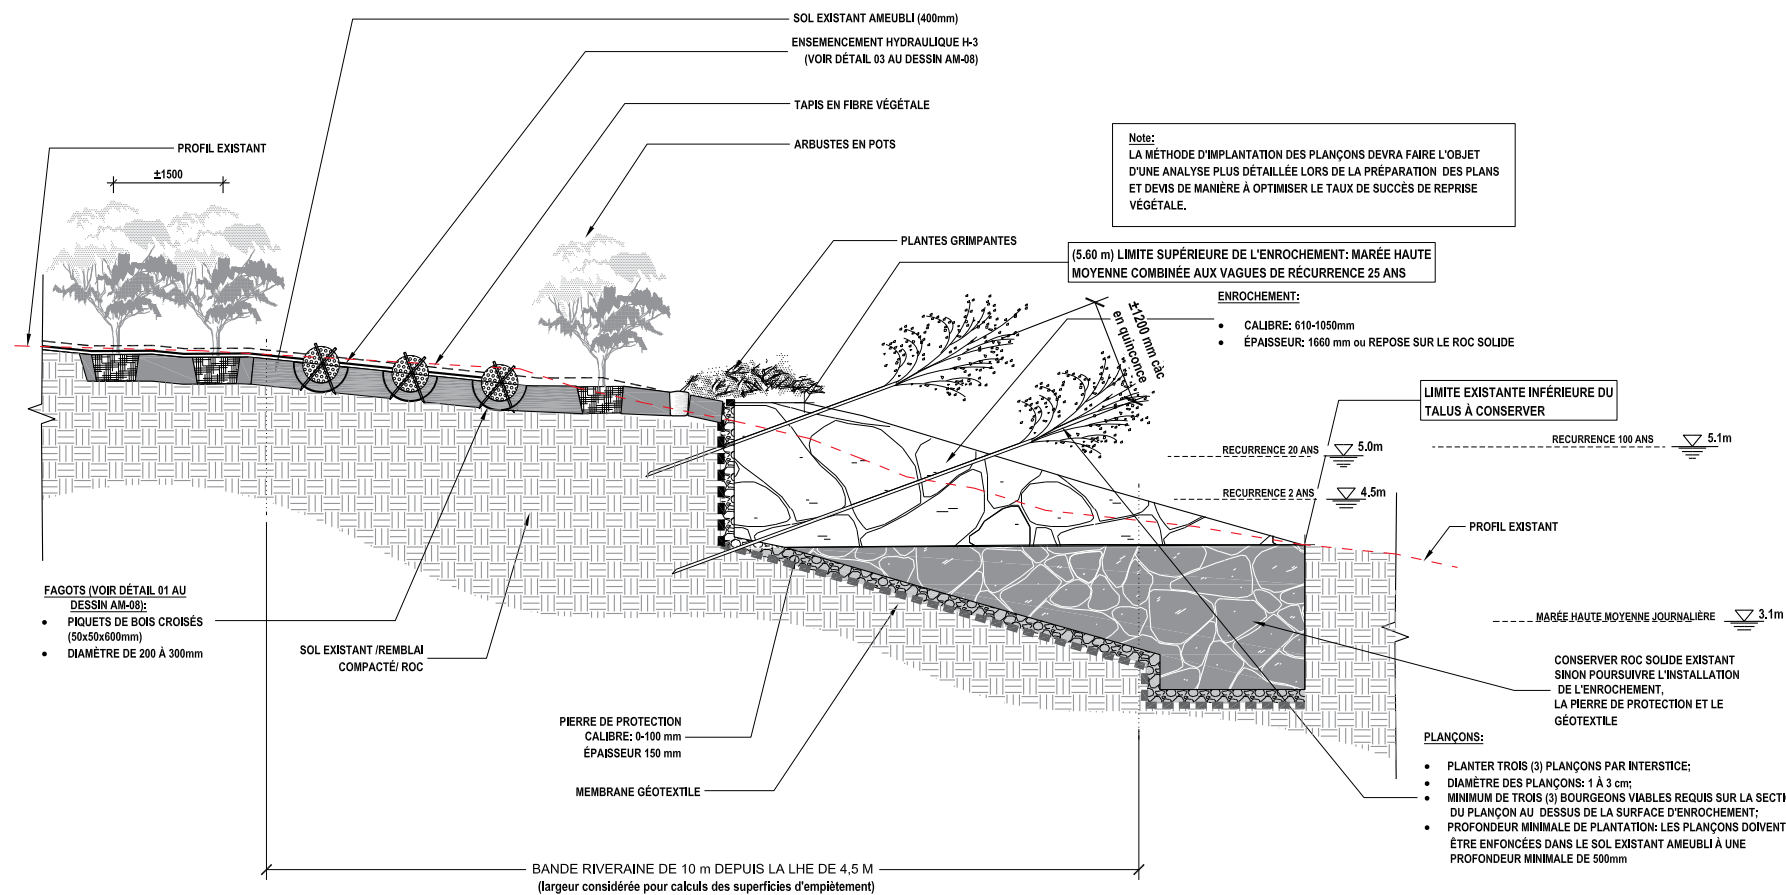 SOL EXISTANT AMEUBLI (400mm)
ENSEMENCEMENT HYDRAULIQUE H-3
(VOIR DÉTAIL 03 AU DESSIN AM-08)
TAPIS EN FIBRE VÉGÉTALE
ARBUSTES EN POTS
PROFIL EXISTANT
±1500
Note:
LA MÉTHODE D'IMPLANTATION DES PLANÇONS DEVRA FAIRE L'OBJET
D'UNE ANALYSE PLUS DÉTAILLÉE LORS DE LA PRÉPARATION DES PLANS
ET DEVIS DE MANIÈRE À OPTIMISER LE TAUX DE SUCCÈS DE REPRISE
VÉGÉTALE.
PLANTES GRIMPANTES
(5.60 m) LIMITE SUPÉRIEURE DE L'ENROCHEMENT: MARÉE HAUTE
MOYENNE COMBINÉE AUX VAGUES DE RÉCURRENCE 25 ANS
ENROCHEMENT:
• CALIBRE: 610-1050mm
• ÉPAISSEUR: 1660 mm ou REPOSE SUR LE ROC SOLIDE
±1200 mm càc
en quinconce
LIMITE EXISTANTE INFÉRIEURE DU
TALUS À CONSERVER
RECURRENCE 20 ANS 5.0m
RECURRENCE 100 ANS 5.1m
RECURRENCE 2 ANS 4.5m
PROFIL EXISTANT
MARÉE HAUTE MOYENNE JOURNALIÈRE 3.1m
FAGOTS (VOIR DÉTAIL 01 AU
DESSIN AM-08):
• PIQUETS DE BOIS CROISÉS
(50x50x600mm)
• DIAMÈTRE DE 200 À 300mm
SOL EXISTANT /REMBLAI
COMPACTÉ/ ROC
CONSERVER ROC SOLIDE EXISTANT
SINON POURSUIVRE L'INSTALLATION
DE L'ENROCHEMENT,
LA PIERRE DE PROTECTION ET LE
GÉOTEXTILE
PIERRE DE PROTECTION
CALIBRE: 0-100 mm
ÉPAISSEUR 150 mm
MEMBRANE GÉOTEXTILE
PLANÇONS:
• PLANTER TROIS (3) PLANÇONS PAR INTERSTICE;
• DIAMÈTRE DES PLANÇONS: 1 À 3 cm;
• MINIMUM DE TROIS (3) BOURGEONS VIABLES REQUIS SUR LA SECTI
DU PLANÇON AU DESSUS DE LA SURFACE D'ENROCHEMENT;
• PROFONDEUR MINIMALE DE PLANTATION: LES PLANÇONS DOIVENT
ÊTRE ENFONCÉES DANS LE SOL EXISTANT AMEUBLI À UNE
PROFONDEUR MINIMALE DE 500mm
BANDE RIVERAINE DE 10 m DEPUIS LA LHE DE 4,5 M
(largeur considérée pour calculs des superficies d'empiètement)